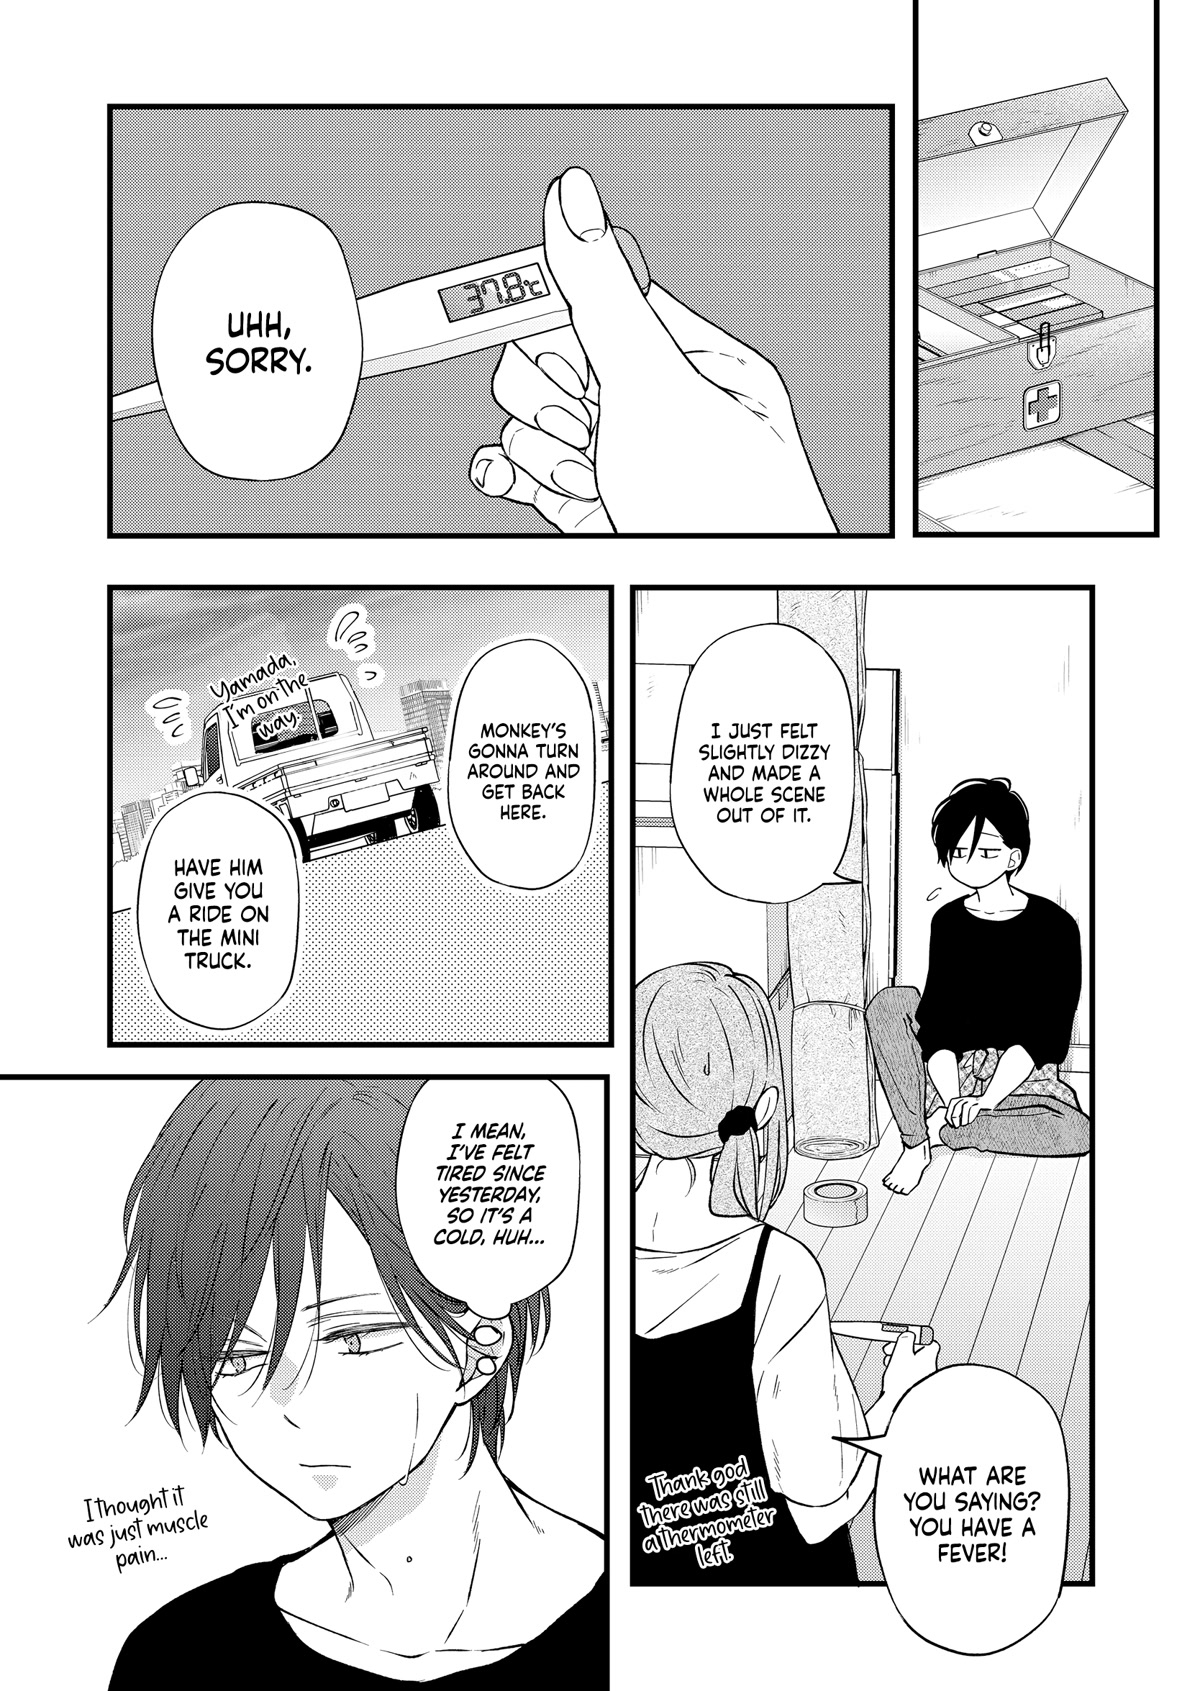 37.8℃
UHH,
SORRY.
I JUST FELT
SLIGHTLY DIZZY
AND MADE A
WHOLE SCENE
OUT OF IT.
WHAT ARE
YOU SAYING?
YOU HAVE A
FEVER!
Thank god
there was still
a thermometer
left.
MONKEY'S
GONNA TURN
AROUND AND
GET BACK
HERE.
Yamada,
I'm on the
way.
HAVE HIM
GIVE YOU
A RIDE ON
THE MINI
TRUCK.
I MEAN,
I'VE FELT
TIRED SINCE
YESTERDAY,
SO IT'S A
COLD, HUH...
I thought it
was just muscle
pain...